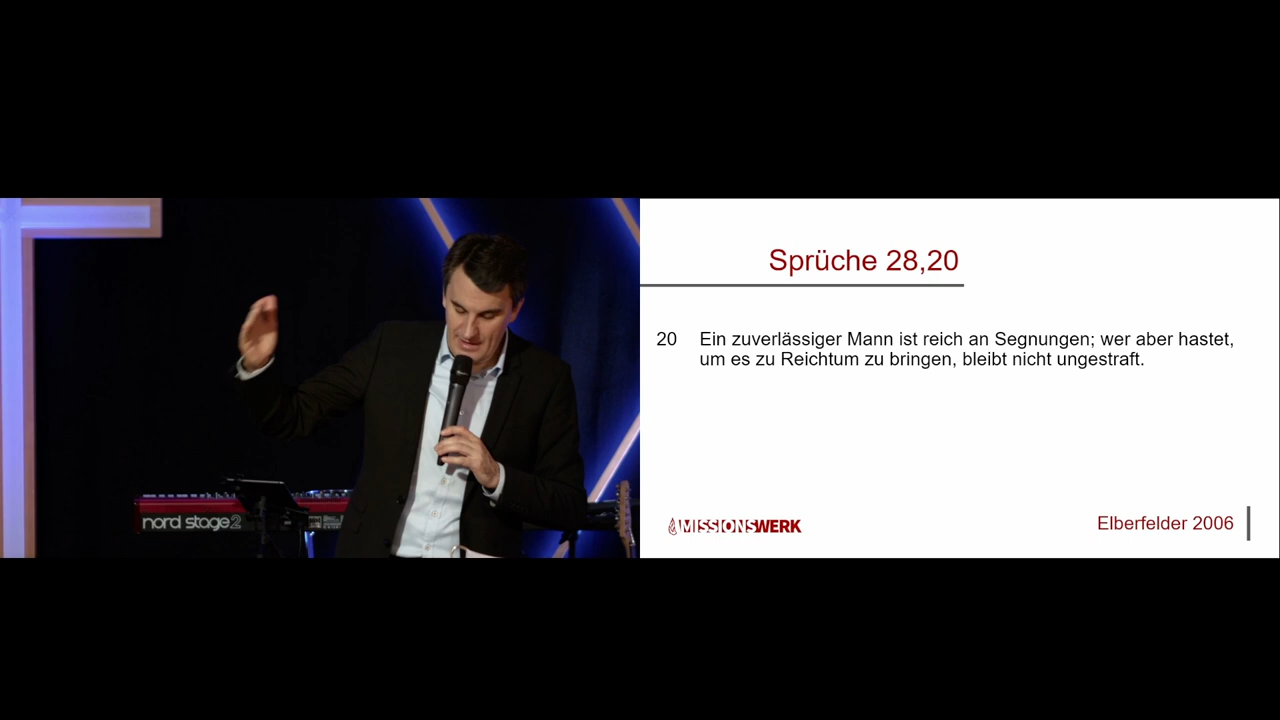 nord stage2
Sprüche 28,20
20 Ein zuverlässiger Mann ist reich an Segnungen; wer aber hastet,
um es zu Reichtum zu bringen, bleibt nicht ungestraft.
MISSIONSWERK
Elberfelder 2006